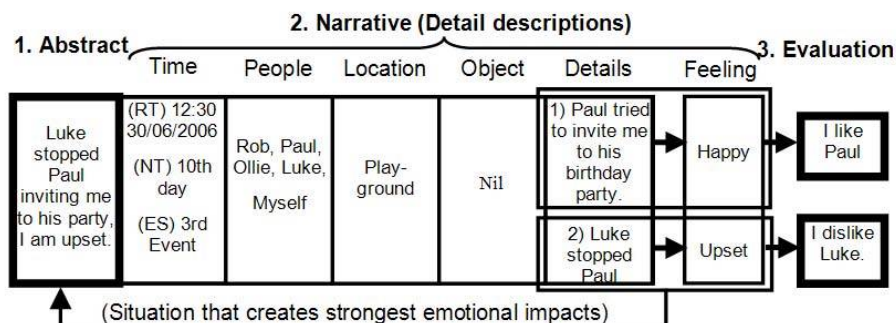 2. Narrative (Detail descriptions)
1. Abstract
3. Evaluation
Time
People
Location
Object
Details
Feeling
Luke
stopped
Paul
inviting me
to his party,
I am upset.
(RT) 12:30
30/06/2006
(NT) 10th
day
(ES) 3rd
Event
Rob, Paul,
Ollie, Luke,
Myself
Play-
ground
Nil
1) Paul tried
to invite me
to his
birthday
party.
Happy
I like
Paul
2) Luke
stopped
Paul
Upset
I dislike
Luke.
(Situation that creates strongest emotional impacts)